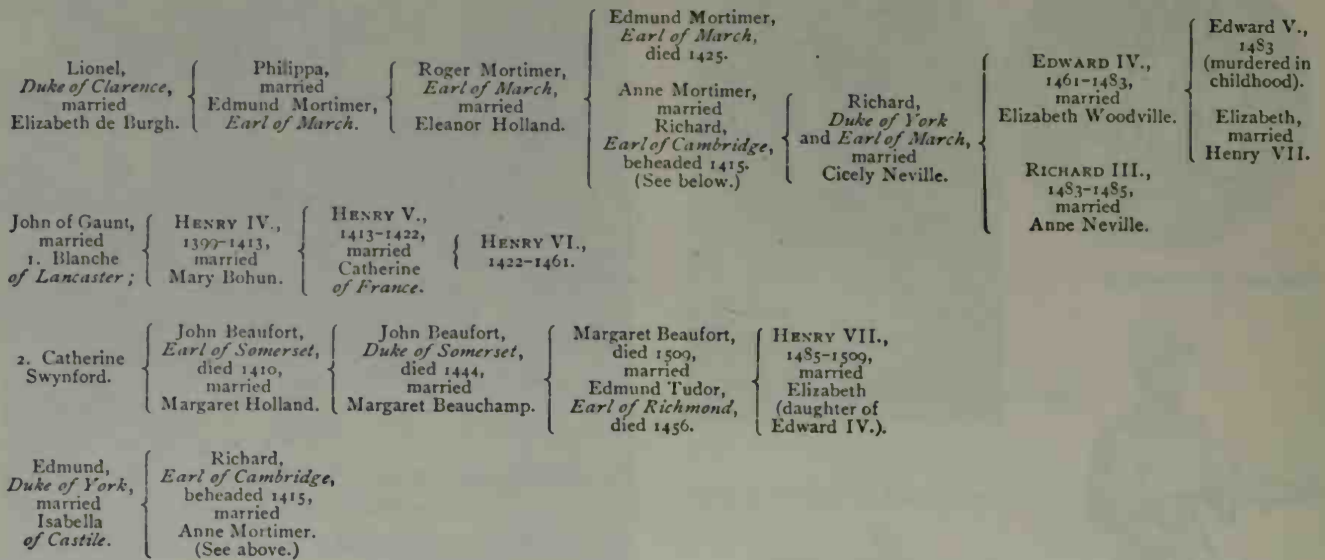 Lionel,
Duke of Clarence,
married
Elizabeth de Burgh.
Philippa,
married
Edmund Mortimer,
Earl of March.
Roger Mortimer,
Earl of March,
married
Eleanor Holland.
Edmund Mortimer,
Earl of March,
died 1425.
Anne Mortimer,
married
Richard,
Earl of Cambridge,
beheaded 1415.
(See below.)
Richard,
Duke of York
and Earl of March,
married
Cicely Neville.
EDWARD IV.,
1461-1483,
married
Elizabeth Woodville.
RICHARD III.,
1483-1485,
married
Anne Neville.
Edward V.,
1483
(murdered in
childhood).
Elizabeth,
married
Henry VII.
John of Gaunt,
married
1. Blanche
of Lancaster;
HENRY IV.,
1399-1413,
married
Mary Bohun.
HENRY V.,
1413-1422,
married
Catherine
of France.
HENRY VI.,
1422-1461.
2. Catherine
Swynford.
John Beaufort,
Earl of Somerset,
died 1410,
married
Margaret Holland.
John Beaufort,
Duke of Somerset,
died 1444,
married
Margaret Beauchamp.
Margaret Beaufort,
died 1509,
married
Edmund Tudor,
Earl of Richmond,
died 1456.
HENRY VII.,
1485-1509,
married
Elizabeth
(daughter of
Edward IV.).
Edmund,
Duke of York,
married
Isabella
of Castile.
Richard,
Earl of Cambridge,
beheaded 1415,
married
Anne Mortimer.
(See above.)